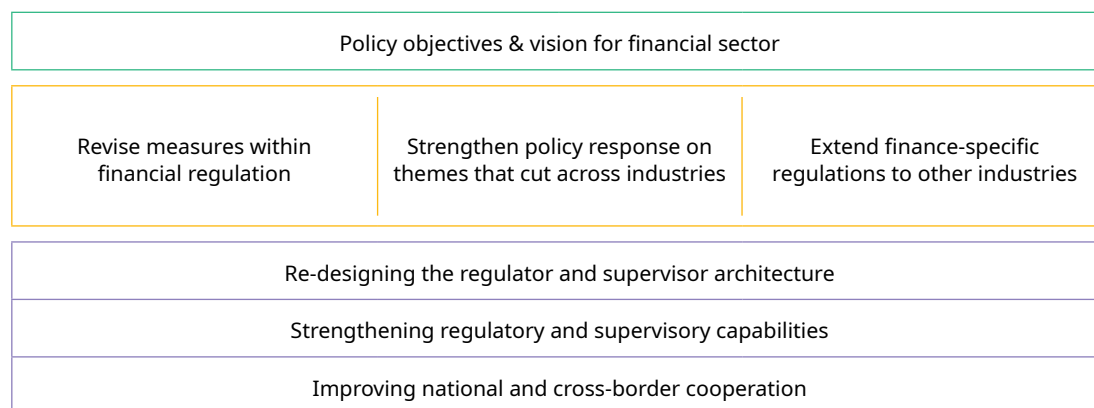 Policy objectives & vision for financial sector
Revise measures within
financial regulation
Strengthen policy response on
themes that cut across industries
Extend finance-specific
regulations to other industries
Re-designing the regulator and supervisor architecture
Strengthening regulatory and supervisory capabilities
Improving national and cross-border cooperation